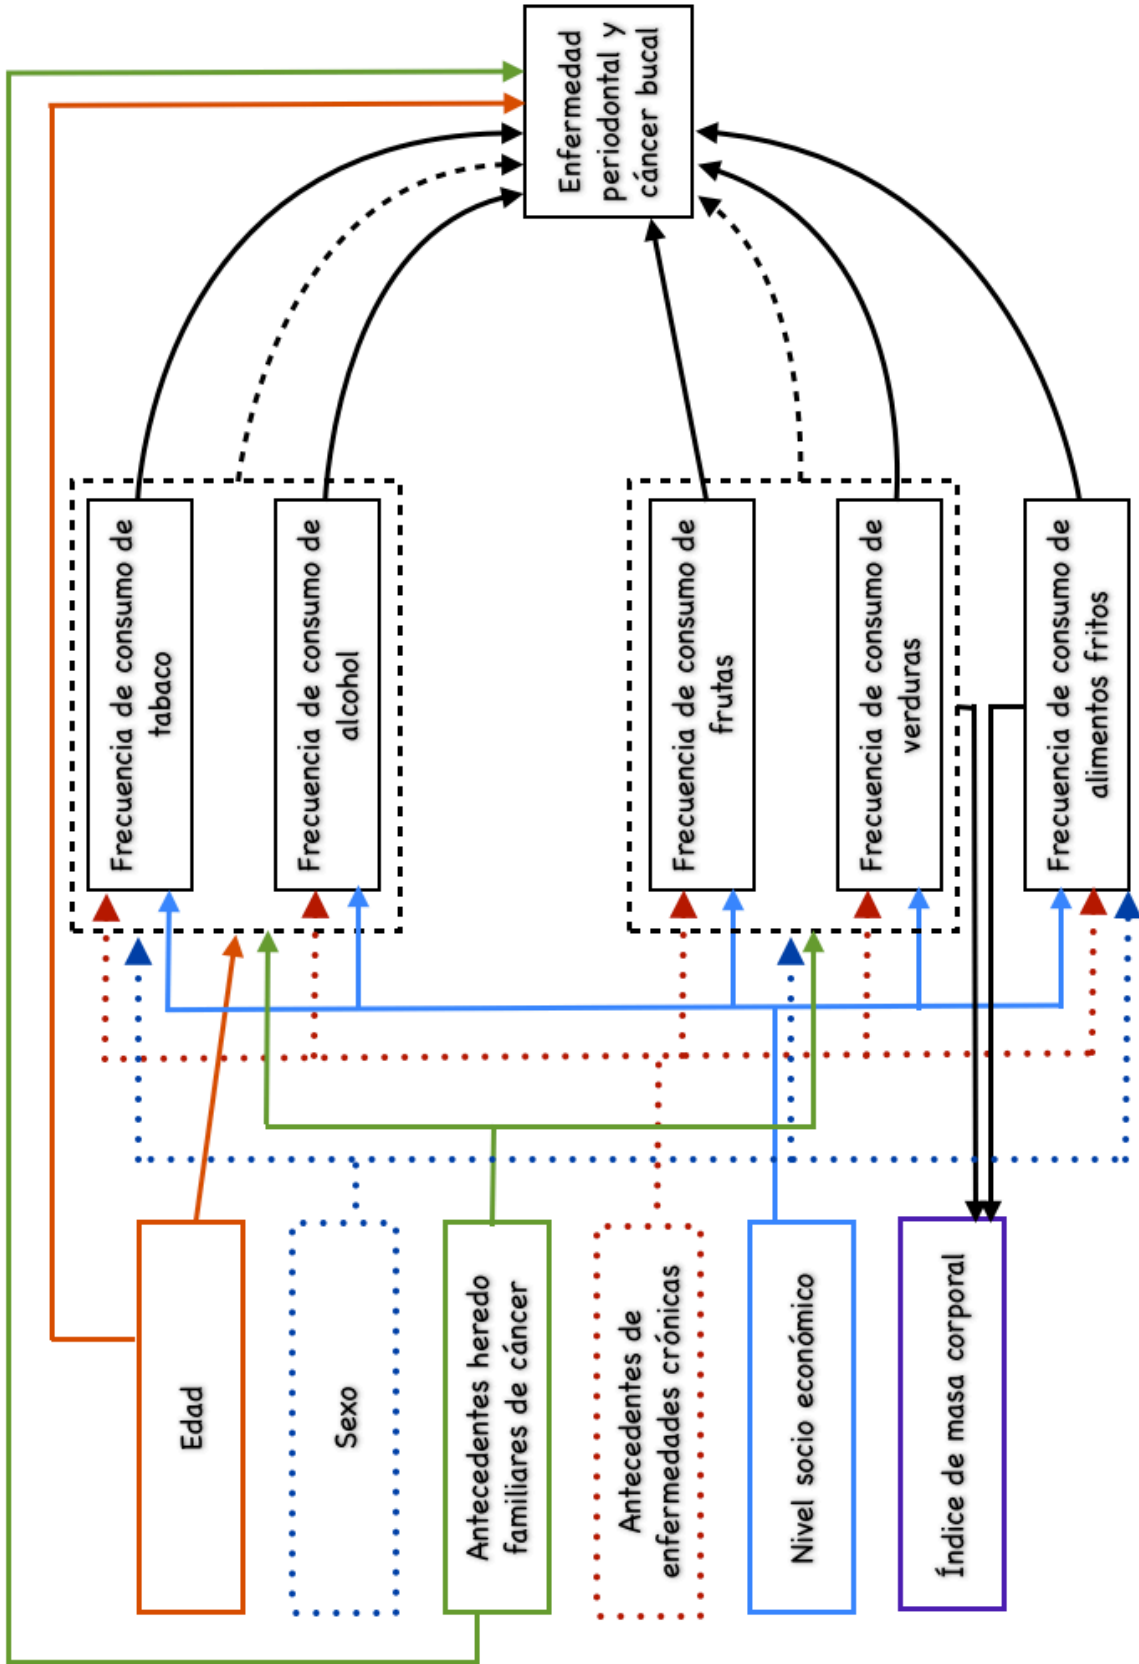 Edad
Sexo
Antecedentes heredo
familiares de cáncer
Antecedentes de
enfermedades crónicas
Nivel socio económico
Índice de masa corporal
Frecuencia de consumo de
tabaco
Frecuencia de consumo de
alcohol
Frecuencia de consumo de
frutas
Frecuencia de consumo de
verduras
Frecuencia de consumo de
alimentos fritos
Enfermedad
periodontal y
cáncer bucal